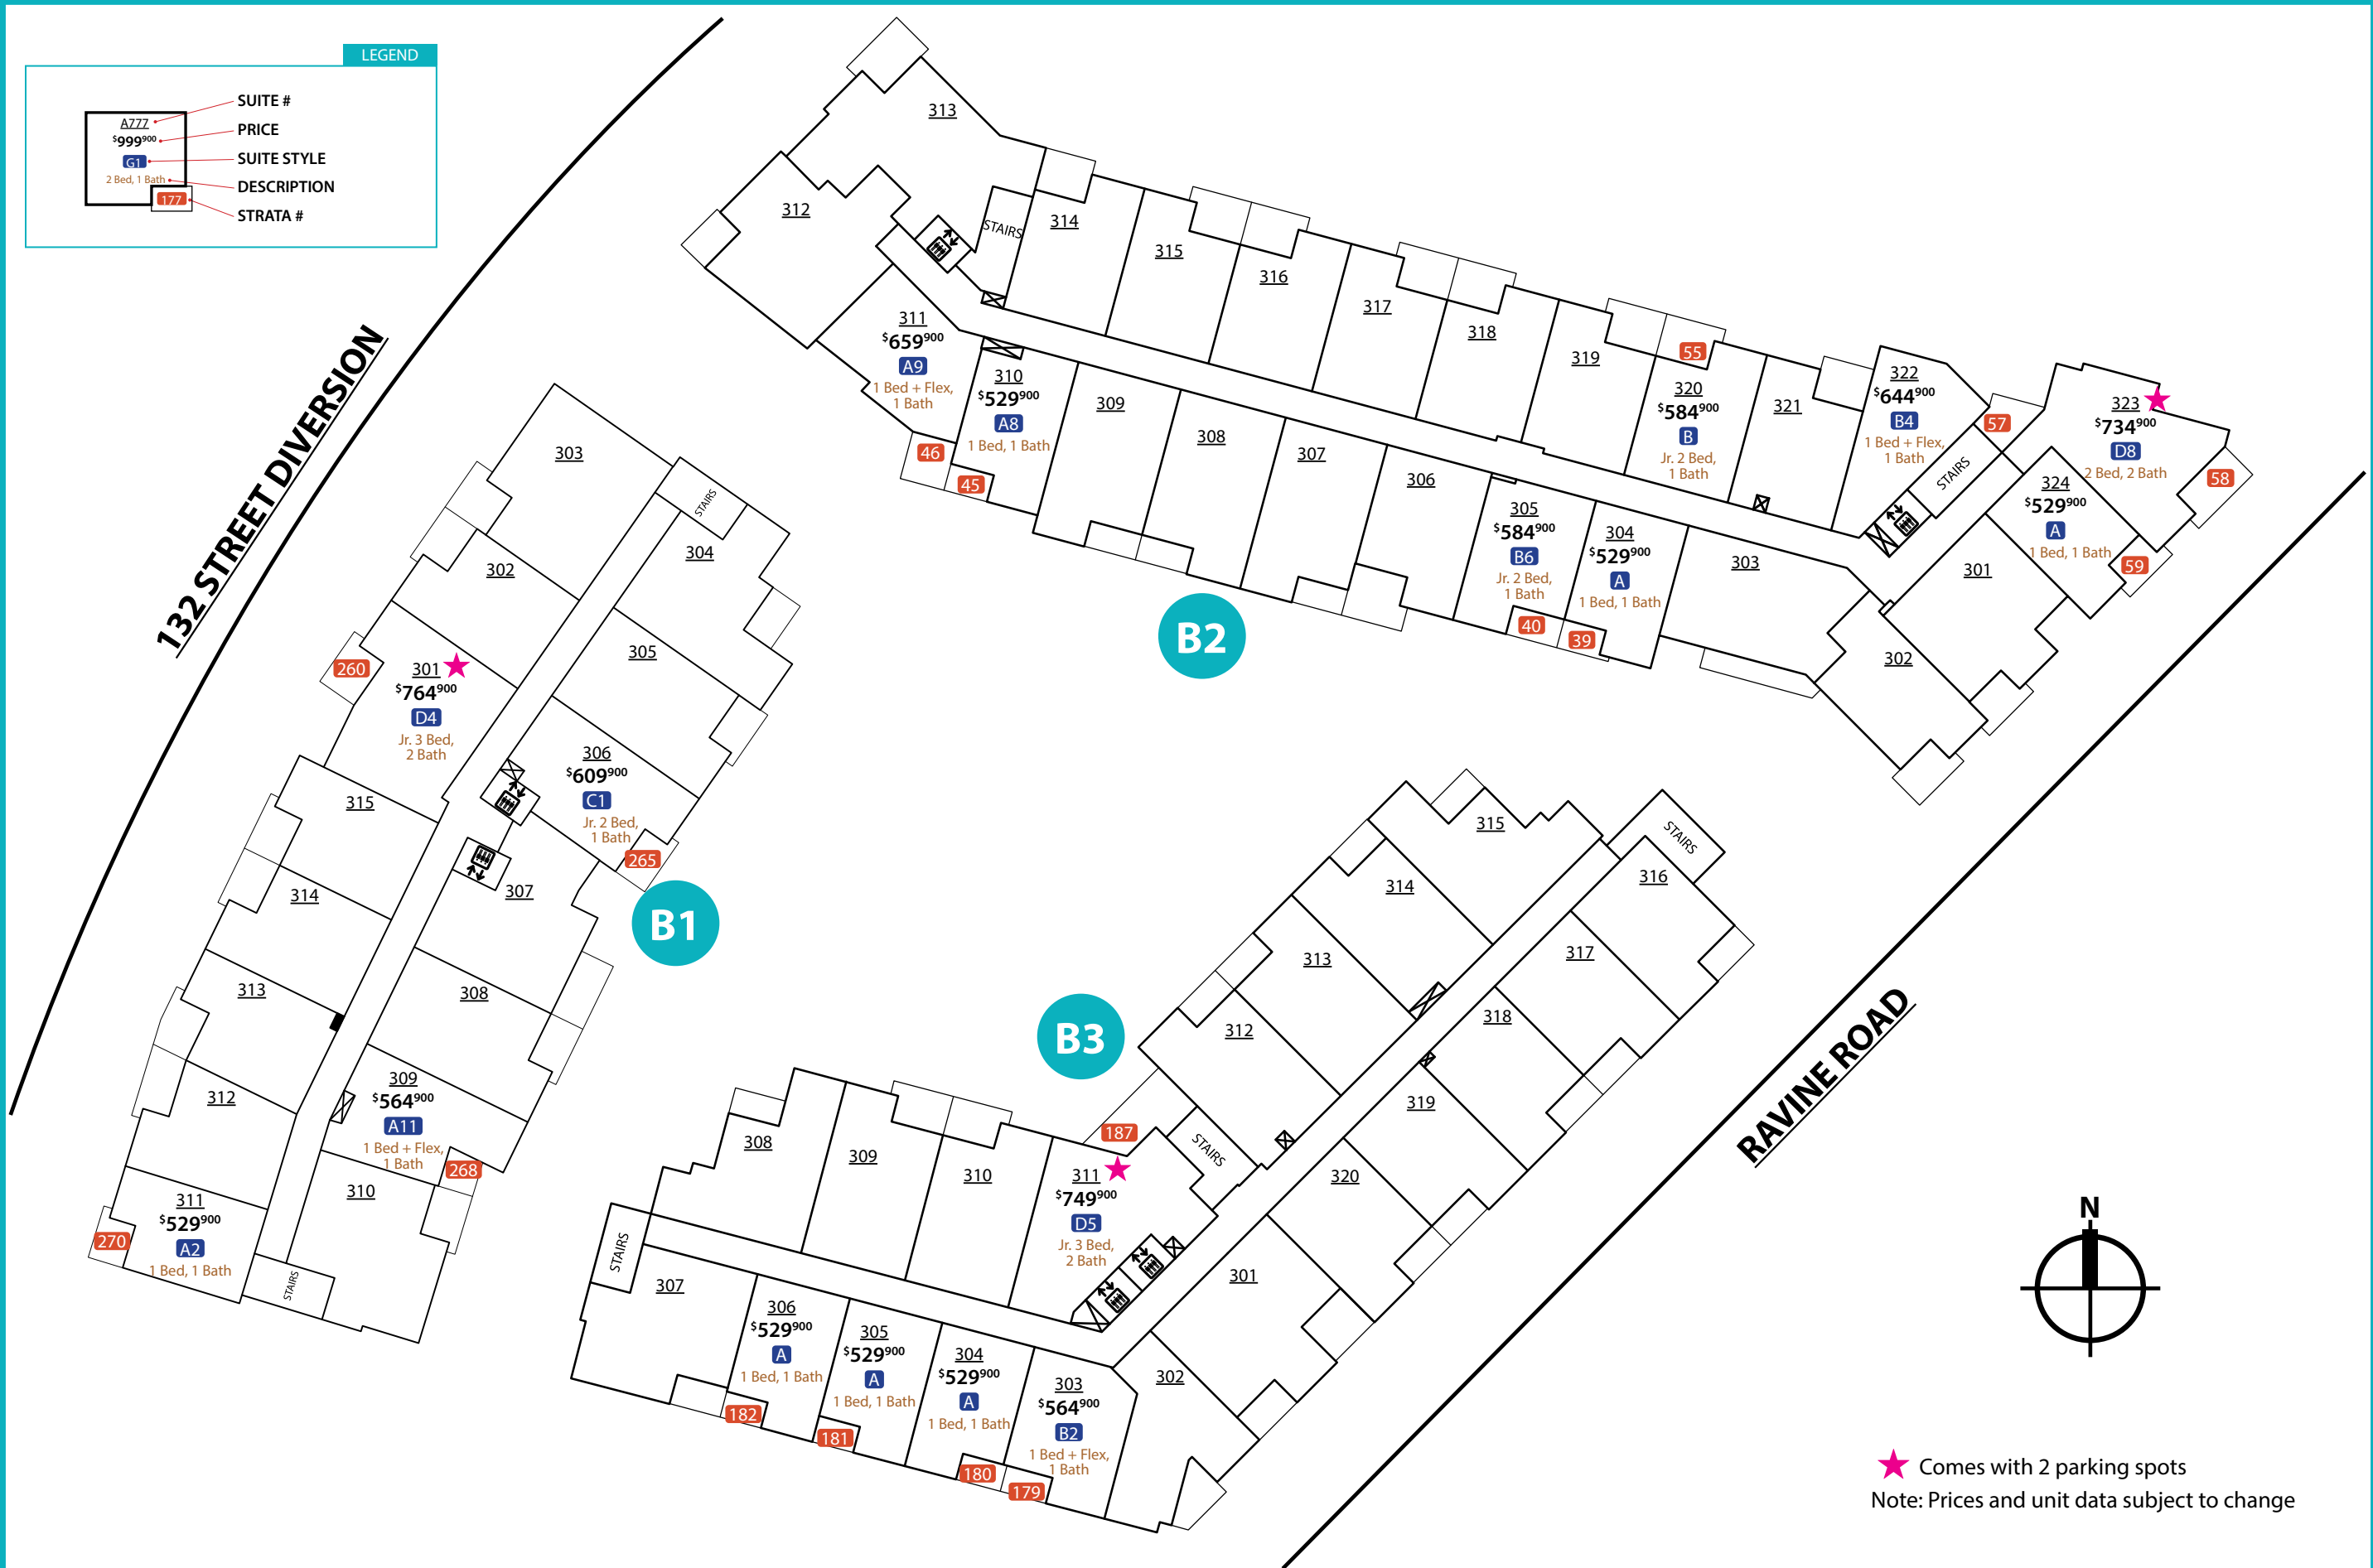 LEGEND
A777
$999900
G1
2 Bed, 1 Bath
177
SUITE #
PRICE
SUITE STYLE
DESCRIPTION
STRATA #
132 STREET DIVERSION
313
312
STAIRS
314
315
316
317
318
319
55
320
$584900
B
Jr. 2 Bed,
1 Bath
321
322
$644900
B4
1 Bed + Flex,
1 Bath
57
STAIRS
323
$734900
D8
2 Bed, 2 Bath
58
324
$529900
A
1 Bed, 1 Bath
59
311
$659900
A9
1 Bed + Flex,
1 Bath
46
310
$529900
A8
1 Bed, 1 Bath
45
309
308
307
306
305
$584900
B6
Jr. 2 Bed,
1 Bath
40
304
$529900
A
1 Bed, 1 Bath
39
303
301
302
B2
303
STAIRS
304
302
305
260
301
$764900
D4
Jr. 3 Bed,
2 Bath
306
$609900
C1
Jr. 2 Bed,
1 Bath
265
315
307
314
B1
313
308
312
309
$564900
A11
1 Bed + Flex,
1 Bath
268
310
311
$529900
A2
1 Bed, 1 Bath
270
STAIRS
B3
315
STAIRS
314
316
313
317
312
318
319
320
187
STAIRS
308
309
310
311
$749900
D5
Jr. 3 Bed,
2 Bath
STAIRS
307
306
$529900
A
1 Bed, 1 Bath
182
305
$529900
A
1 Bed, 1 Bath
181
304
$529900
A
1 Bed, 1 Bath
180
303
$564900
B2
1 Bed + Flex,
1 Bath
179
302
301
RAVINE ROAD
N
Comes with 2 parking spots
Note: Prices and unit data subject to change